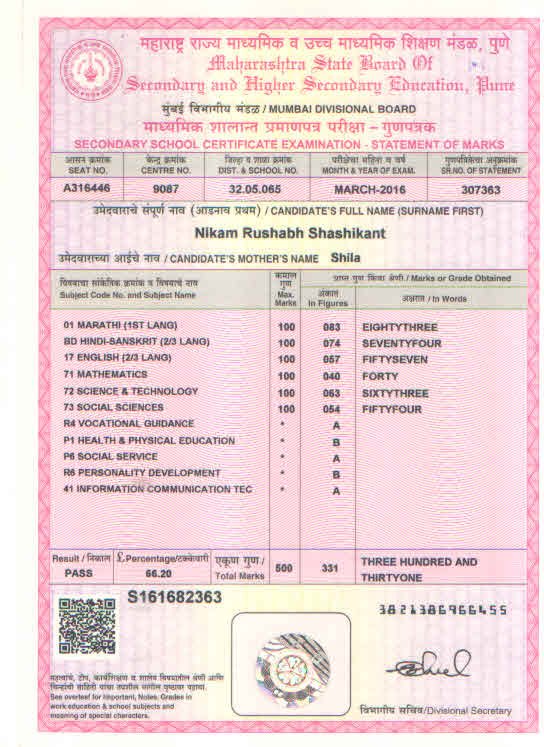 महाराष्ट्र राज्य माध्यमिक व उच्च माध्यमिक शिक्षण मंडळ, पुणे
Maharashtra State Board Of
Secondary and Higher Secondary Education, Pune
मुंबई विभागीय मंडळ / MUMBAI DIVISIONAL BOARD
माध्यमिक शालान्त प्रमाणपत्र परीक्षा – गुणपत्रक
SECONDARY SCHOOL CERTIFICATE EXAMINATION - STATEMENT OF MARKS
आसन क्रमांक केन्द्र क्रमांक जिल्हा व शाळा क्रमांक परीक्षेचा महिना व वर्ष गुणपत्रिकेचा अनुक्रमांक
SEAT NO. CENTRE NO. DIST. & SCHOOL NO. MONTH & YEAR OF EXAM. SR.NO. OF STATEMENT
A316446 9087 32.05.065 MARCH-2016 307363
उमेदवाराचे संपूर्ण नाव (आडनाव प्रथम) / CANDIDATE'S FULL NAME (SURNAME FIRST)
Nikam Rushabh Shashikant
उमेदवाराच्या आईचे नाव / CANDIDATE'S MOTHER'S NAME Shila
विषयाचा सांकेतिक क्रमांक व विषयाचे नाव
Subject Code No. and Subject Name
कमाल
गुण
Max.
Marks
प्राप्त गुण किंवा श्रेणी / Marks or Grade Obtained
अंकात
In Figures
अक्षरात / In Words
01 MARATHI (1ST LANG) 100 083 EIGHTYTHREE
BD HINDI-SANSKRIT (2/3 LANG) 100 074 SEVENTYFOUR
17 ENGLISH (2/3 LANG) 100 057 FIFTYSEVEN
71 MATHEMATICS 100 040 FORTY
72 SCIENCE & TECHNOLOGY 100 063 SIXTYTHREE
73 SOCIAL SCIENCES 100 054 FIFTYFOUR
R4 VOCATIONAL GUIDANCE * A
P1 HEALTH & PHYSICAL EDUCATION * B
P6 SOCIAL SERVICE * A
R6 PERSONALITY DEVELOPMENT * B
41 INFORMATION COMMUNICATION TEC * A
Result / निकाल £ Percentage/टक्केवारी एकूण गुण /
Total Marks
PASS 66.20 500 331 THREE HUNDRED AND
THIRTYONE
S161682363
3821386966455
महत्वाचे, टीप, कार्यशिक्षण व शालेय विषयातील श्रेणी आणि
चिन्हांची माहिती यांचा तपशील मागील पृष्ठावर पहावा.
See overleaf for Important, Notes, Grades in
work education & school subjects and
meaning of special characters.
विभागीय सचिव/Divisional Secretary